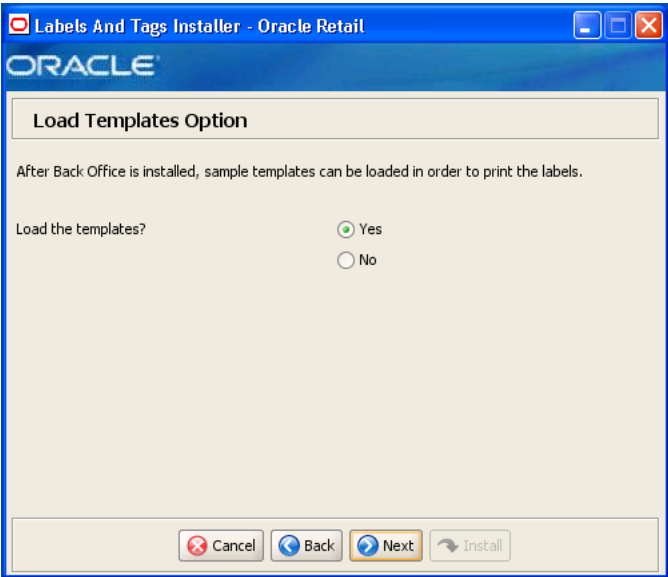 Labels And Tags Installer - Oracle Retail
ORACLE
Load Templates Option
After Back Office is installed, sample templates can be loaded in order to print the labels.
Load the templates? Yes
No
Cancel Back Next Install